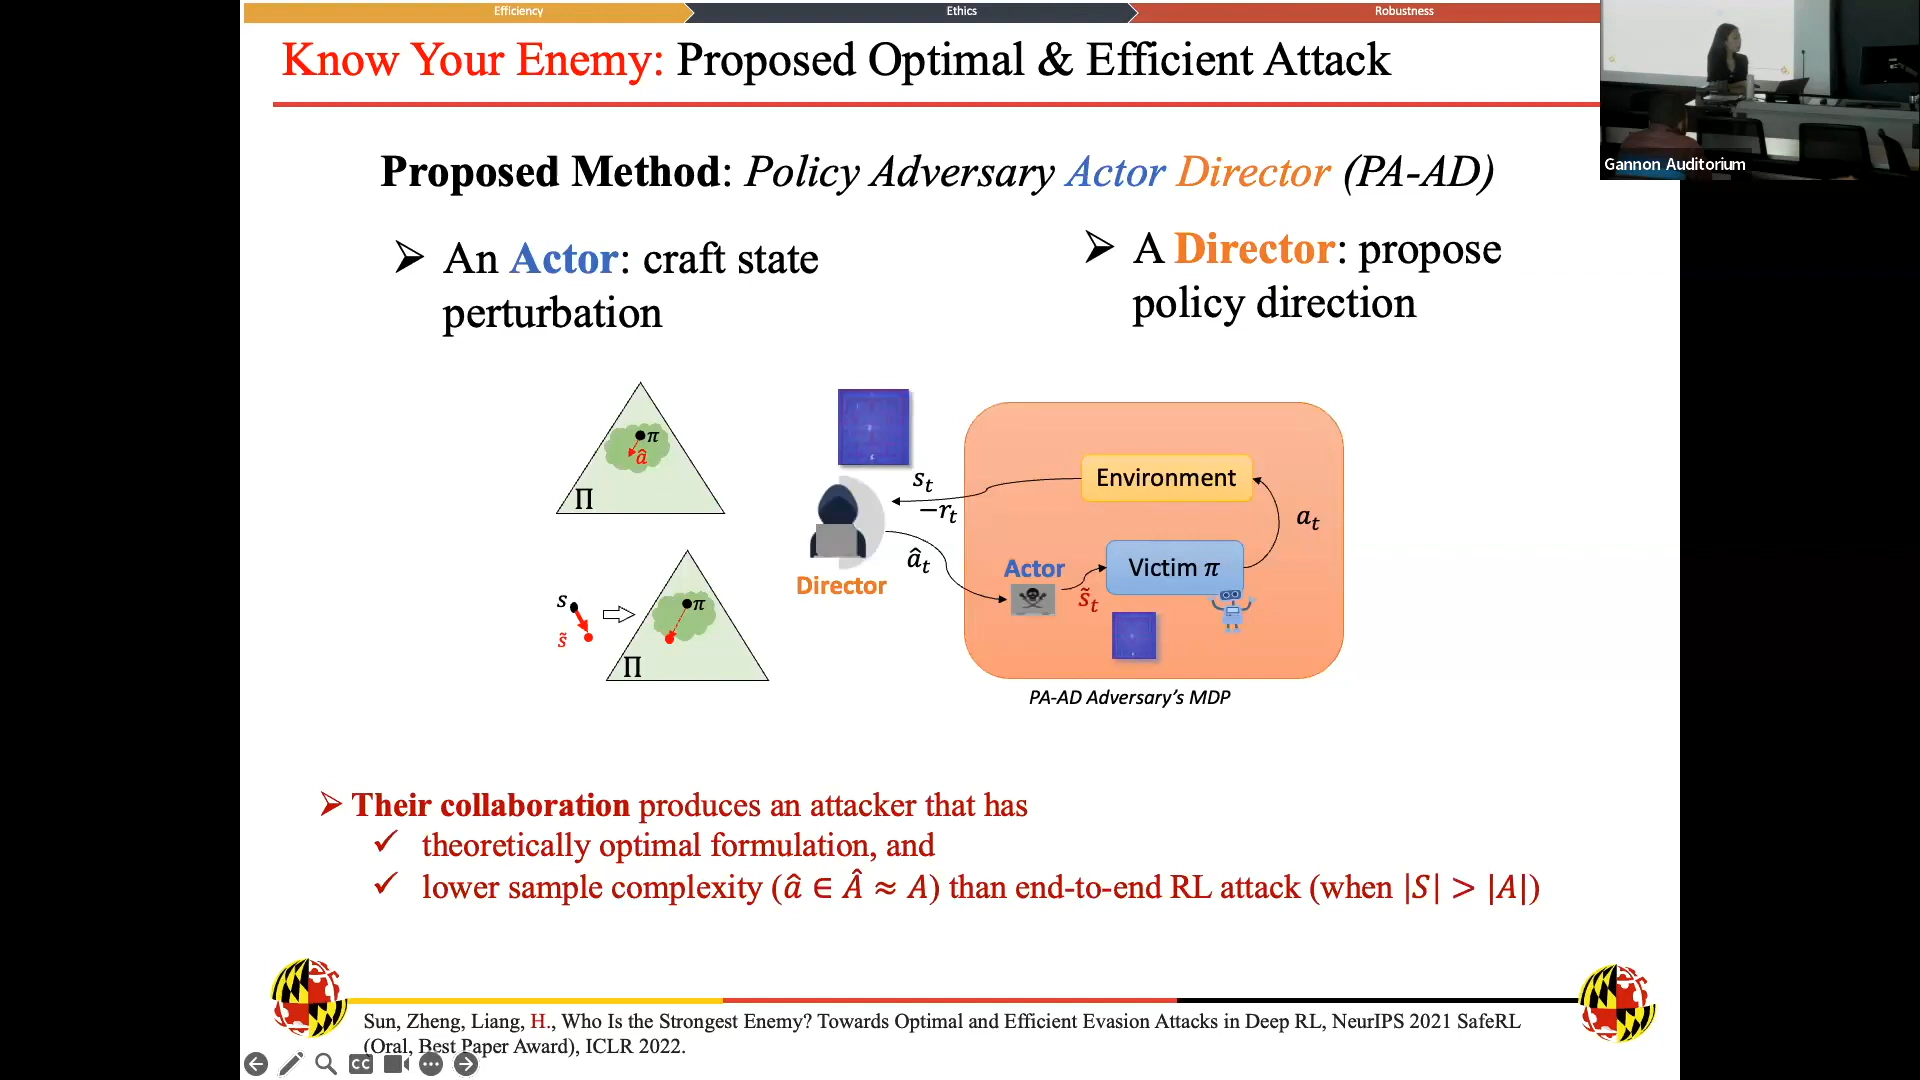 Efficiency
Ethics
Robustness
Know Your Enemy: Proposed Optimal & Efficient Attack
Gannon Auditorium
Proposed Method: Policy Adversary Actor Director (PA-AD)
➢ An Actor: craft state
perturbation
➢ A Director: propose
policy direction
π
â
Π
s
s̃
π
Π
Director
s_t
−r_t
â_t
Environment
a_t
Actor
Victim π
s̃_t
PA-AD Adversary's MDP
➢ Their collaboration produces an attacker that has
✓ theoretically optimal formulation, and
✓ lower sample complexity (â ∈ Â ≈ A) than end-to-end RL attack (when |S| > |A|)
Sun, Zheng, Liang, H., Who Is the Strongest Enemy? Towards Optimal and Efficient Evasion Attacks in Deep RL, NeurIPS 2021 SafeRL
(Oral, Best Paper Award), ICLR 2022.
CC